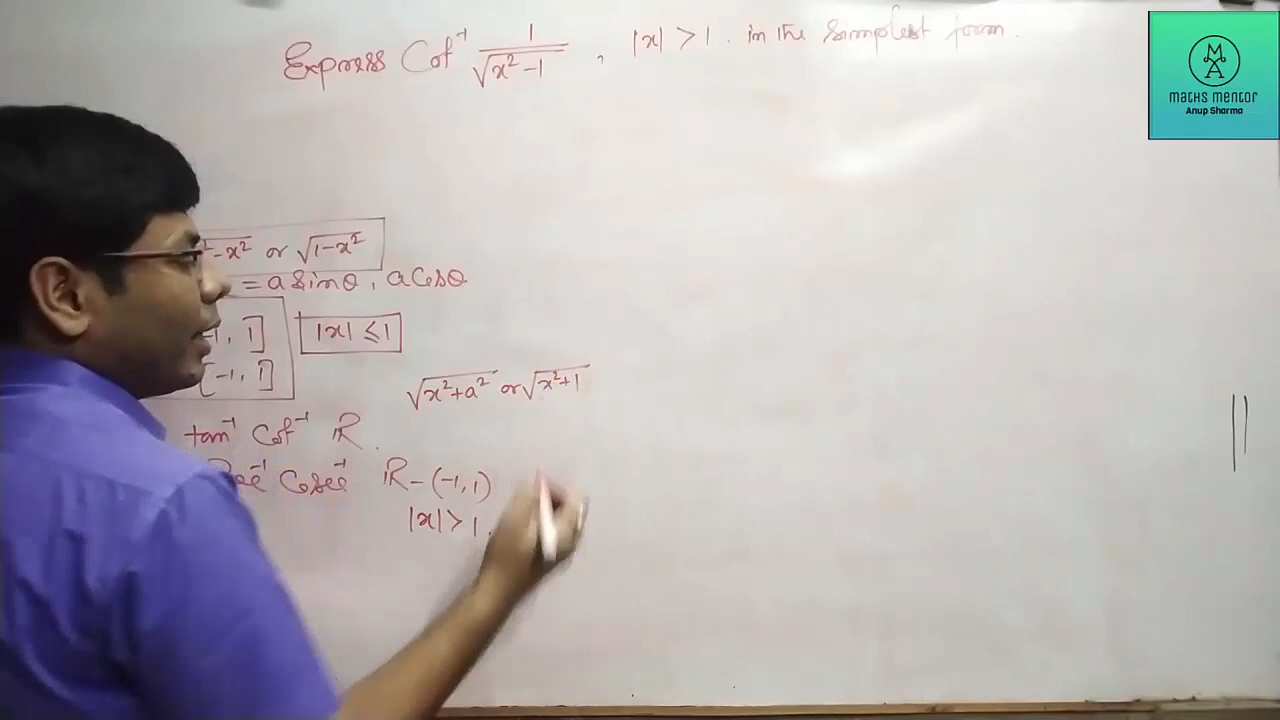 Express Cot⁻¹ 1/√(x²-1) , |x| > 1 . in the simplest form .
MATHS MENTOR
Anup Sharma
²-x² or √(1-x²)
= a sinθ , a Cosθ
-1, 1] |x| ≤ 1
[-1, 1]
√(x²+a²) or √(x²+1)
tan⁻¹ Cot⁻¹ ℝ .
Sec⁻¹ Cosec⁻¹ ℝ - (-1, 1)
|x| > 1 .